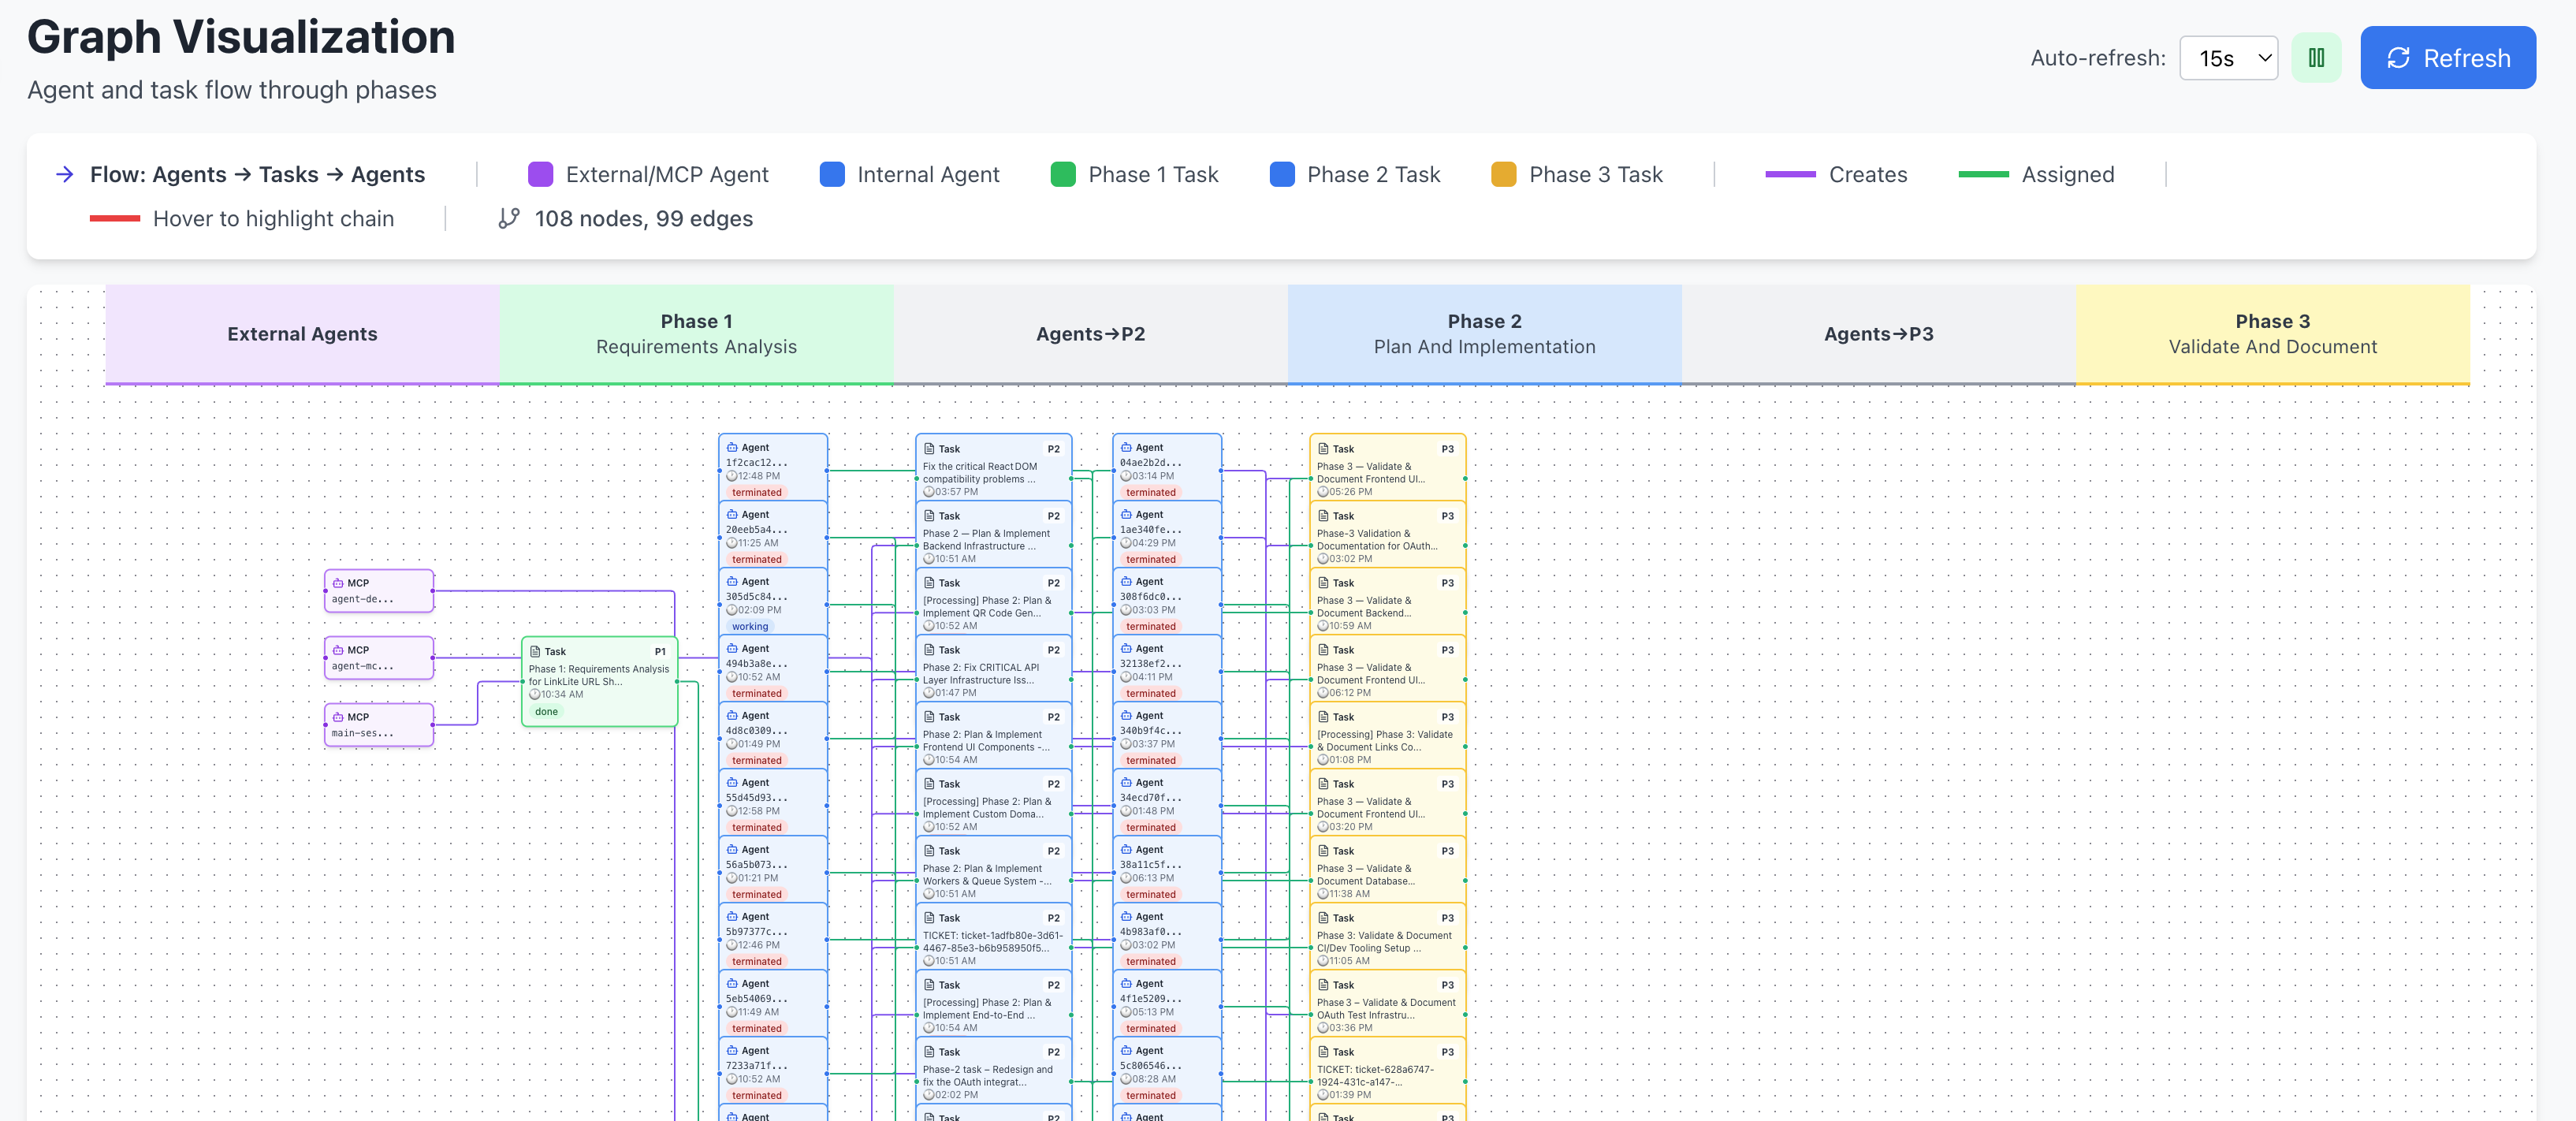 Graph Visualization
Agent and task flow through phases
Auto-refresh:
15s
Refresh
Flow: Agents → Tasks → Agents
External/MCP Agent
Internal Agent
Phase 1 Task
Phase 2 Task
Phase 3 Task
Creates
Assigned
Hover to highlight chain
108 nodes, 99 edges
External Agents
Phase 1
Requirements Analysis
Agents→P2
Phase 2
Plan And Implementation
Agents→P3
Phase 3
Validate And Document
MCP
agent-de...
MCP
agent-mc...
MCP
main-ses...
Task P1
Phase 1: Requirements Analysis
for LinkLite URL Sh...
10:34 AM
done
Agent
1f2cac12...
12:48 PM
terminated
Agent
20eeb5a4...
11:25 AM
terminated
Agent
305d5c84...
02:09 PM
working
Agent
494b3a8e...
10:52 AM
terminated
Agent
4d8c0309...
01:49 PM
terminated
Agent
55d45d93...
12:58 PM
terminated
Agent
56a5b073...
01:21 PM
terminated
Agent
5b97377c...
12:46 PM
terminated
Agent
5eb54069...
11:49 AM
terminated
Agent
7233a71f...
10:52 AM
terminated
Agent
Task P2
Fix the critical React DOM
compatibility problems ...
03:57 PM
Task P2
Phase 2 — Plan & Implement
Backend Infrastructure ...
10:51 AM
Task P2
[Processing] Phase 2: Plan &
Implement QR Code Gen...
10:52 AM
Task P2
Phase 2: Fix CRITICAL API
Layer Infrastructure Iss...
01:47 PM
Task P2
Phase 2: Plan & Implement
Frontend UI Components -...
10:54 AM
Task P2
[Processing] Phase 2: Plan &
Implement Custom Doma...
10:52 AM
Task P2
Phase 2: Plan & Implement
Workers & Queue System -...
10:51 AM
Task P2
TICKET: ticket-1adfb80e-3d61-
4467-85e3-b6b958950f5...
10:51 AM
Task P2
[Processing] Phase 2: Plan &
Implement End-to-End ...
10:54 AM
Task P2
Phase-2 task – Redesign and
fix the OAuth integrat...
02:02 PM
Task P2
Agent
04ae2b2d...
03:14 PM
terminated
Agent
1ae340fe...
04:29 PM
terminated
Agent
308f6dc0...
03:03 PM
terminated
Agent
32138ef2...
04:11 PM
terminated
Agent
340b9f4c...
03:37 PM
terminated
Agent
34ecd70f...
01:48 PM
terminated
Agent
38a11c5f...
06:13 PM
terminated
Agent
4b983af0...
03:02 PM
terminated
Agent
4f1e5209...
05:13 PM
terminated
Agent
5c806546...
08:28 AM
terminated
Agent
Task P3
Phase 3 — Validate &
Document Frontend UI...
05:26 PM
Task P3
Phase-3 Validation &
Documentation for OAuth...
03:02 PM
Task P3
Phase 3 — Validate &
Document Backend...
10:59 AM
Task P3
Phase 3 — Validate &
Document Frontend UI...
06:12 PM
Task P3
[Processing] Phase 3: Validate
& Document Links Co...
01:08 PM
Task P3
Phase 3 — Validate &
Document Frontend UI...
03:20 PM
Task P3
Phase 3 — Validate &
Document Database...
11:38 AM
Task P3
Phase 3: Validate & Document
CI/Dev Tooling Setup ...
11:05 AM
Task P3
Phase 3 – Validate & Document
OAuth Test Infrastru...
03:36 PM
Task P3
TICKET: ticket-628a6747-
1924-431c-a147-...
01:39 PM
Task P3